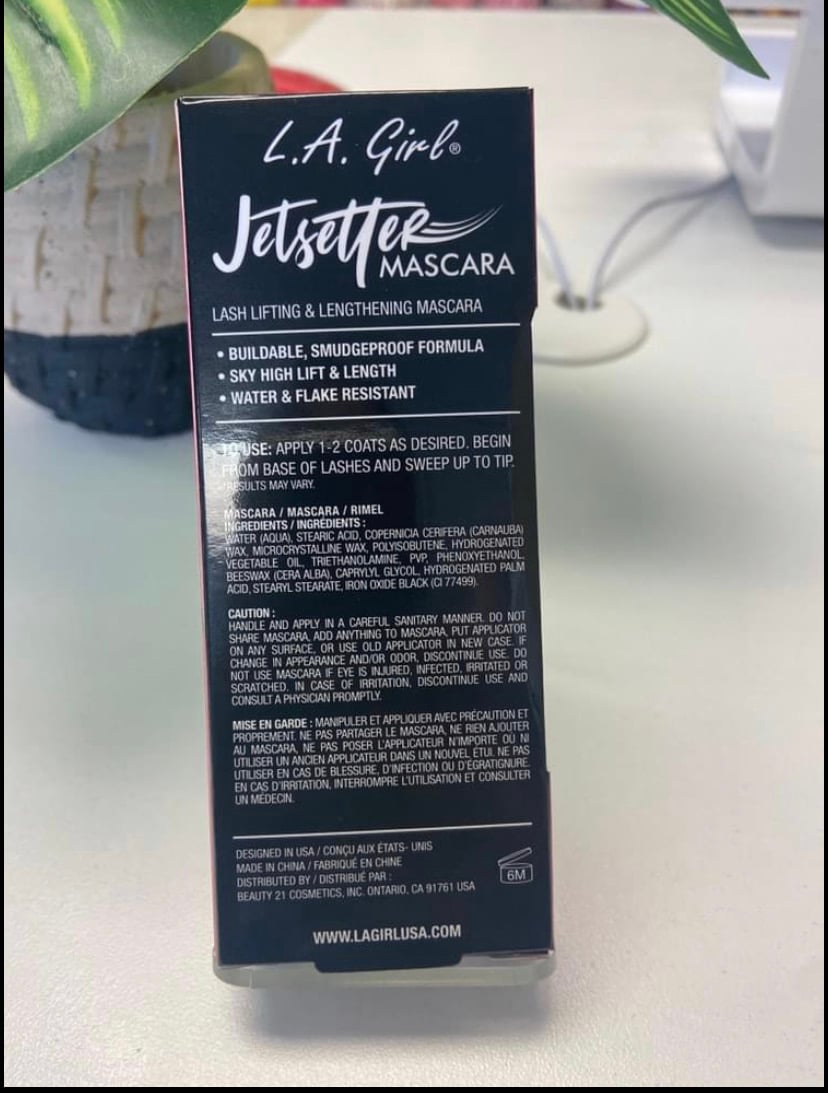 L.A. Girl®
Jetsetter
MASCARA
LASH LIFTING & LENGTHENING MASCARA
• BUILDABLE, SMUDGEPROOF FORMULA
• SKY HIGH LIFT & LENGTH
• WATER & FLAKE RESISTANT
TO USE: APPLY 1-2 COATS AS DESIRED. BEGIN
FROM BASE OF LASHES AND SWEEP UP TO TIP.
*RESULTS MAY VARY.
MASCARA / MASCARA / RIMEL
INGREDIENTS / INGRÉDIENTS :
WATER (AQUA), STEARIC ACID, COPERNICIA CERIFERA (CARNAUBA)
WAX, MICROCRYSTALLINE WAX, POLYISOBUTENE, HYDROGENATED
VEGETABLE OIL, TRIETHANOLAMINE, PVP, PHENOXYETHANOL,
BEESWAX (CERA ALBA), CAPRYLYL GLYCOL, HYDROGENATED PALM
ACID, STEARYL STEARATE, IRON OXIDE BLACK (CI 77499).
CAUTION :
HANDLE AND APPLY IN A CAREFUL SANITARY MANNER. DO NOT
SHARE MASCARA, ADD ANYTHING TO MASCARA, PUT APPLICATOR
ON ANY SURFACE, OR USE OLD APPLICATOR IN NEW CASE. IF
CHANGE IN APPEARANCE AND/OR ODOR, DISCONTINUE USE. DO
NOT USE MASCARA IF EYE IS INJURED, INFECTED, IRRITATED OR
SCRATCHED. IN CASE OF IRRITATION, DISCONTINUE USE AND
CONSULT A PHYSICIAN PROMPTLY.
MISE EN GARDE : MANIPULER ET APPLIQUER AVEC PRÉCAUTION ET
PROPREMENT. NE PAS PARTAGER LE MASCARA, NE RIEN AJOUTER
AU MASCARA, NE PAS POSER L'APPLICATEUR N'IMPORTE OÙ NI
UTILISER UN ANCIEN APPLICATEUR DANS UN NOUVEL ÉTUI. NE PAS
UTILISER EN CAS DE BLESSURE, D'INFECTION OU D'ÉGRATIGNURE.
EN CAS D'IRRITATION, INTERROMPRE L'UTILISATION ET CONSULTER
UN MÉDECIN.
DESIGNED IN USA / CONÇU AUX ÉTATS- UNIS
MADE IN CHINA / FABRIQUÉ EN CHINE
DISTRIBUTED BY / DISTRIBUÉ PAR :
BEAUTY 21 COSMETICS, INC. ONTARIO, CA 91761 USA
6M
WWW.LAGIRLUSA.COM